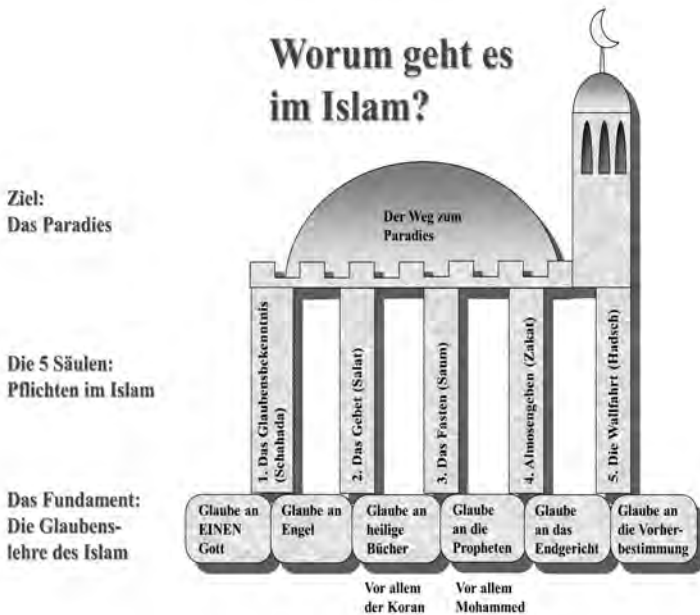 Worum geht es
im Islam?
Ziel:
Das Paradies
Der Weg zum
Paradies
Die 5 Säulen:
Pflichten im Islam
1. Das Glaubensbekenntnis
(Schahada)
2. Das Gebet (Salat)
3. Das Fasten (Saum)
4. Almosengeben (Zakat)
5. Die Wallfahrt (Hadsch)
Das Fundament:
Die Glaubens-
lehre des Islam
Glaube an
EINEN
Gott
Glaube an
Engel
Glaube an
heilige
Bücher
Glaube
an die
Propheten
Glaube
an das
Endgericht
Glaube an
die Vorher-
bestimmung
Vor allem
der Koran
Vor allem
Mohammed